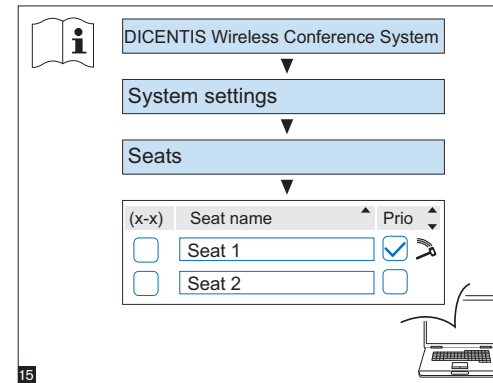 DICENTIS Wireless Conference System
System settings
Seats
(x-x) Seat name Prio
Seat 1
Seat 2
15